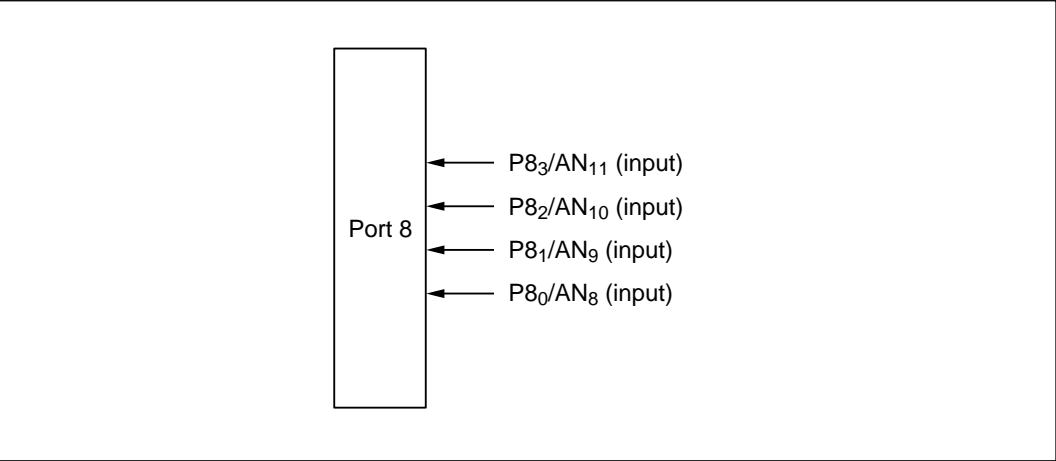 P8₃/AN₁₁ (input)
P8₂/AN₁₀ (input)
Port 8
P8₁/AN₉ (input)
P8₀/AN₈ (input)